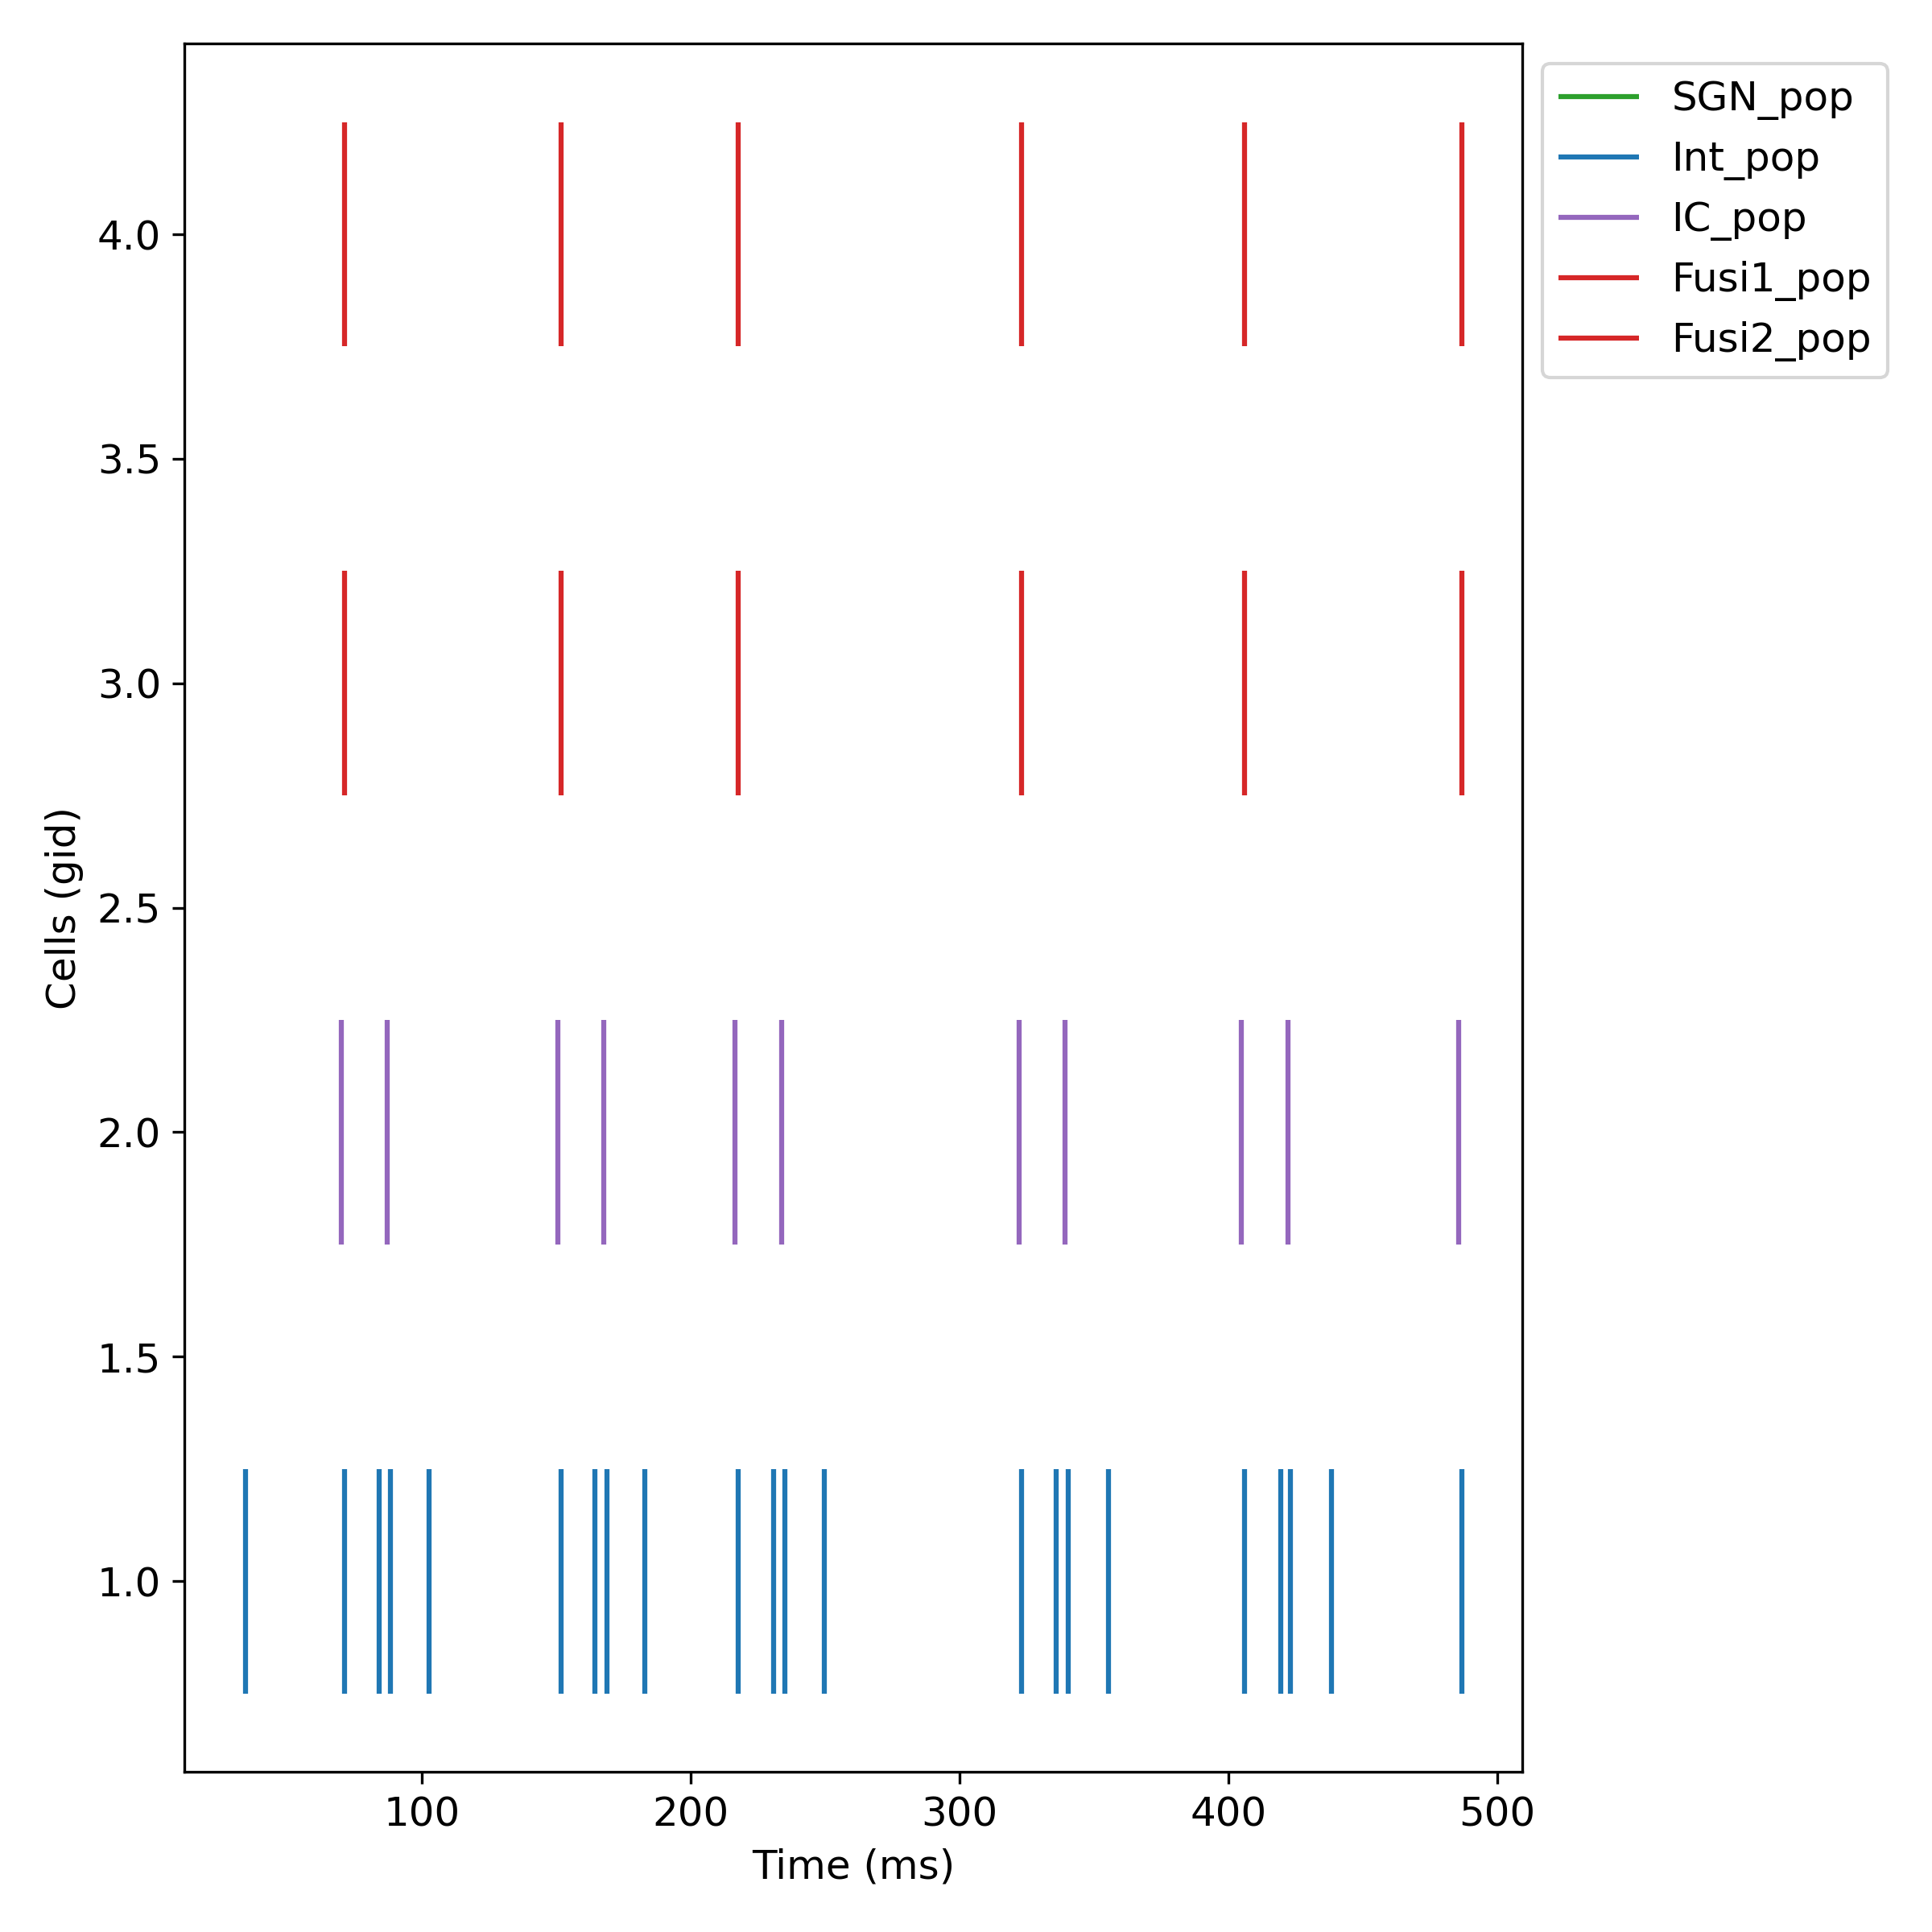 SGN_pop
Int_pop
IC_pop
Fusi1_pop
Fusi2_pop
4.0
3.5
3.0
2.5
2.0
1.5
1.0
Cells (gid)
100 200 300 400 500
Time (ms)